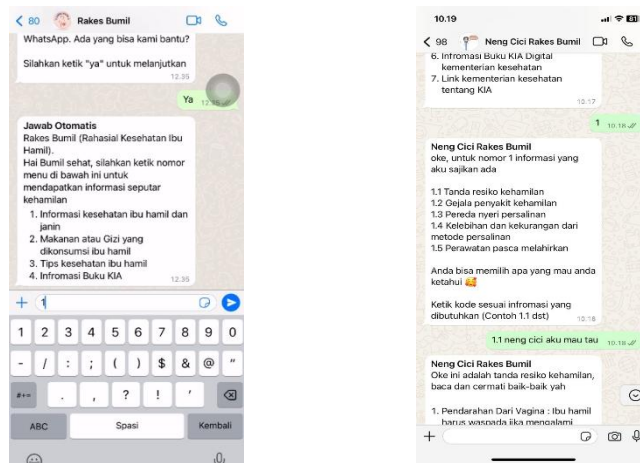 80 Rakes Bumil
WhatsApp. Ada yang bisa kami bantu?
Silahkan ketik "ya" untuk melanjutkan
12.35
Ya
Jawab Otomatis
Rakes Bumil (Rahasial Kesehatan Ibu
Hamil).
Hai Bumil sehat, silahkan ketik nomor
menu di bawah ini untuk
mendapatkan informasi seputar
kehamilan
1. Informasi kesehatan ibu hamil dan
janin
2. Makanan atau Gizi yang
dikonsumsi ibu hamil
3. Tips kesehatan ibu hamil
4. Infromasi Buku KIA
12.35
1
1 2 3 4 5 6 7 8 9 0
- / : ; ( ) $ & @ "
#+= . , ? ! '
ABC Spasi Kembali
10.19
98 Neng Cici Rakes Bumil
6. Infromasi Buku KIA Digital
kementerian kesehatan
7. Link kementerian kesehatan
tentang KIA
10.17
1 10.18
Neng Cici Rakes Bumil
oke, untuk nomor 1 informasi yang
aku sajikan ada
1.1 Tanda resiko kehamilan
1.2 Gejala penyakit kehamilan
1.3 Pereda nyeri persalinan
1.4 Kelebihan dan kekurangan dari
metode persalinan
1.5 Perawatan pasca melahirkan
Anda bisa memilih apa yang mau anda
ketahui 🥰
Ketik kode sesuai infromasi yang
dibutuhkan (Contoh 1.1 dst)
10.18
1.1 neng cici aku mau tau 10.18
Neng Cici Rakes Bumil
Oke ini adalah tanda resiko kehamilan,
baca dan cermati baik-baik yah
1. Pendarahan Dari Vagina : Ibu hamil
harus waspada jika mengalami